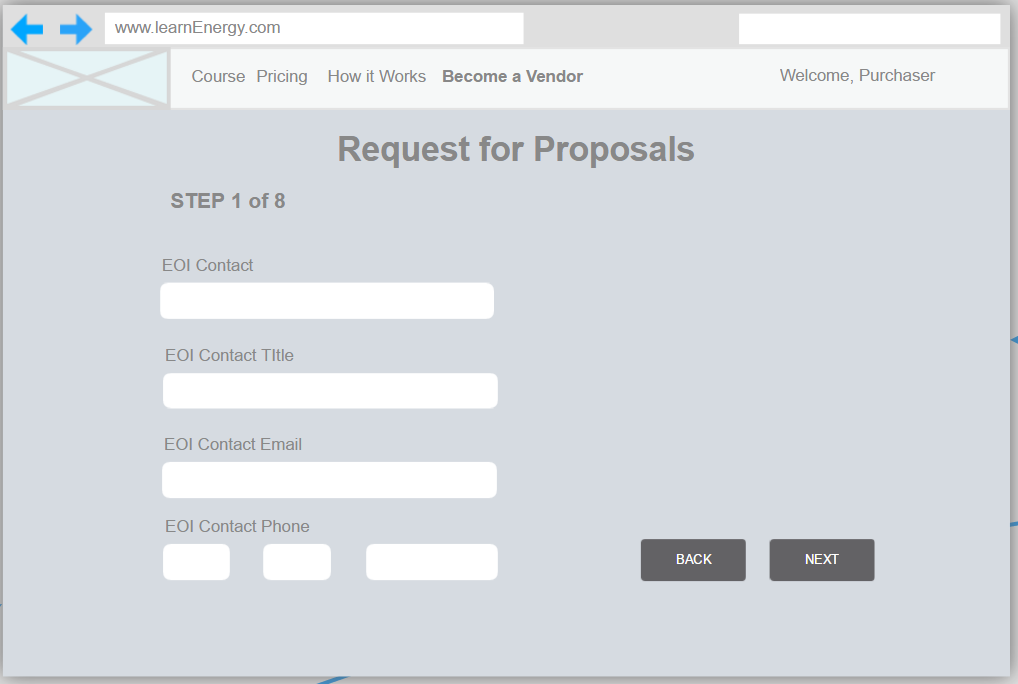 www.learnEnergy.com
Course Pricing How it Works Become a Vendor Welcome, Purchaser
Request for Proposals
STEP 1 of 8
EOI Contact
EOI Contact TItle
EOI Contact Email
EOI Contact Phone
BACK NEXT